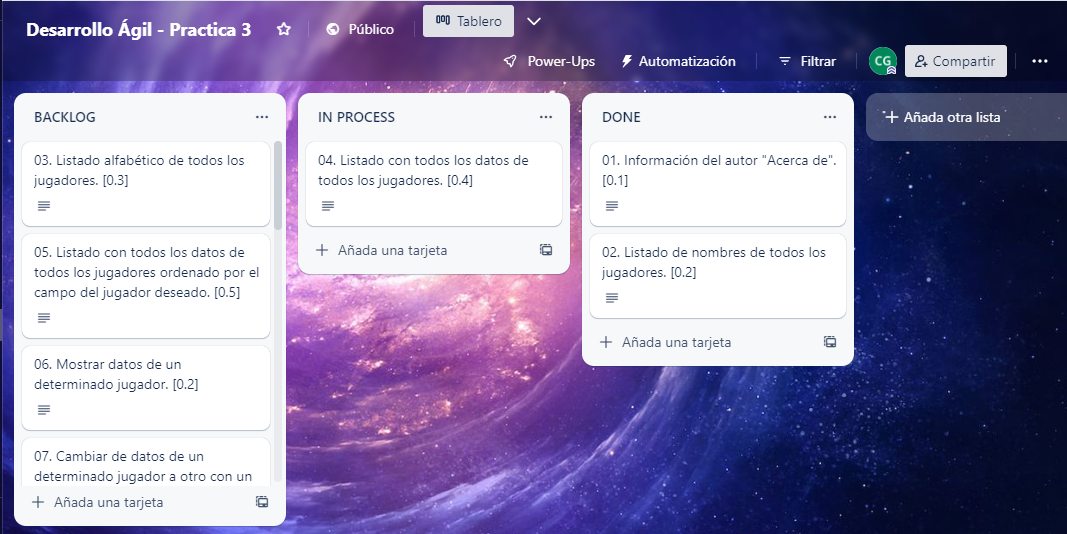 Desarrollo Ágil - Practica 3
Público
Tablero
Power-Ups
Automatización
Filtrar
CG
Compartir
BACKLOG
03. Listado alfabético de todos los
jugadores. [0.3]
05. Listado con todos los datos de
todos los jugadores ordenado por el
campo del jugador deseado. [0.5]
06. Mostrar datos de un
determinado jugador. [0.2]
07. Cambiar de datos de un
determinado jugador a otro con un
Añada una tarjeta
IN PROCESS
04. Listado con todos los datos de
todos los jugadores. [0.4]
Añada una tarjeta
DONE
01. Información del autor "Acerca de".
[0.1]
02. Listado de nombres de todos los
jugadores. [0.2]
Añada una tarjeta
Añada otra lista